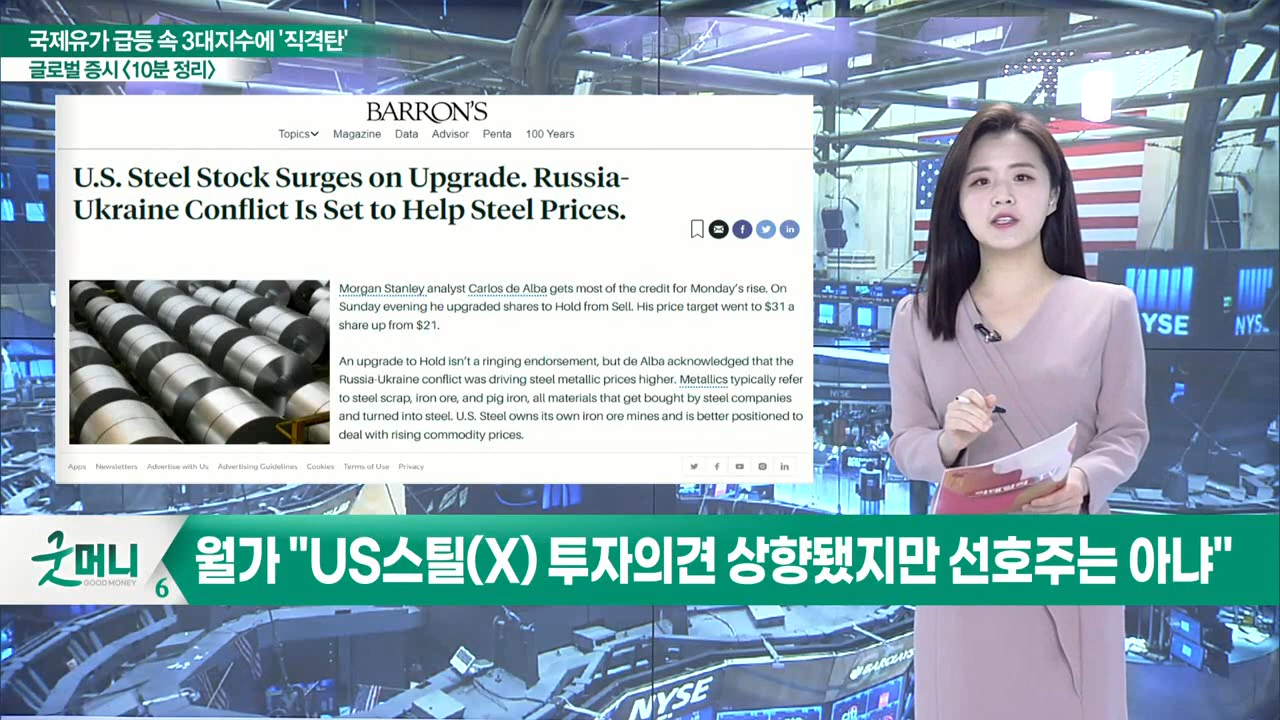 국제유가 급등 속 3대지수에 '직격탄'
글로벌 증시 <10분 정리>
BARRON'S
Topics Magazine Data Advisor Penta 100 Years
U.S. Steel Stock Surges on Upgrade. Russia-
Ukraine Conflict Is Set to Help Steel Prices.
Morgan Stanley analyst Carlos de Alba gets most of the credit for Monday's rise. On
Sunday evening he upgraded shares to Hold from Sell. His price target went to $31 a
share up from $21.
An upgrade to Hold isn't a ringing endorsement, but de Alba acknowledged that the
Russia-Ukraine conflict was driving steel metallic prices higher. Metallics typically refer
to steel scrap, iron ore, and pig iron, all materials that get bought by steel companies
and turned into steel. U.S. Steel owns its own iron ore mines and is better positioned to
deal with rising commodity prices.
Apps Newsletters Advertise with Us Advertising Guidelines Cookies Terms of Use Privacy
NYSE
NYS
굿머니
GOOD MONEY
6
월가 "US스틸(X) 투자의견 상향됐지만 선호주는 아냐"
BARCLAYS
NYSE